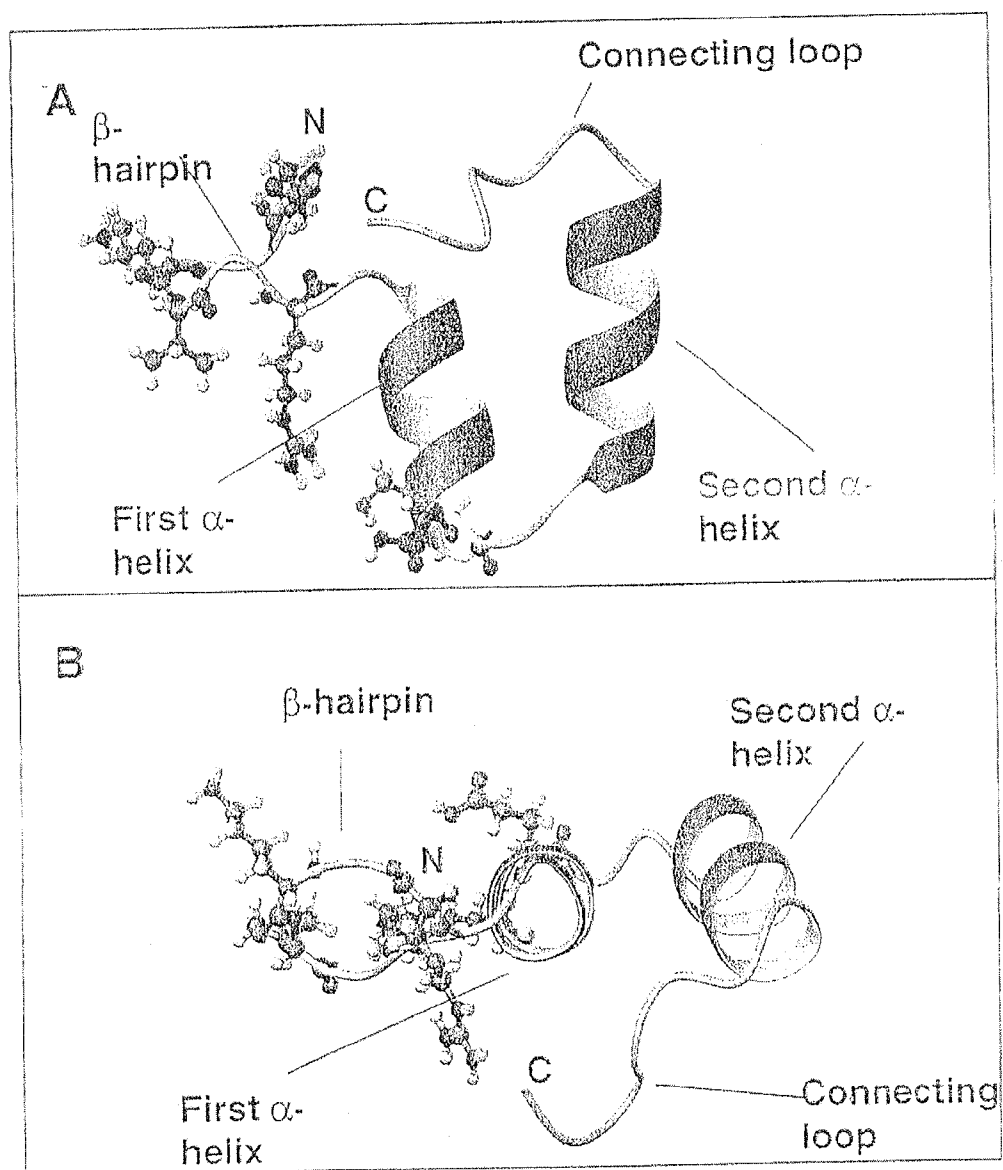 A
β-
hairpin
N
Connecting loop
C
First α-
helix
Second α-
helix
B
β-hairpin
Second α-
helix
N
C
First α-
helix
Connecting
loop